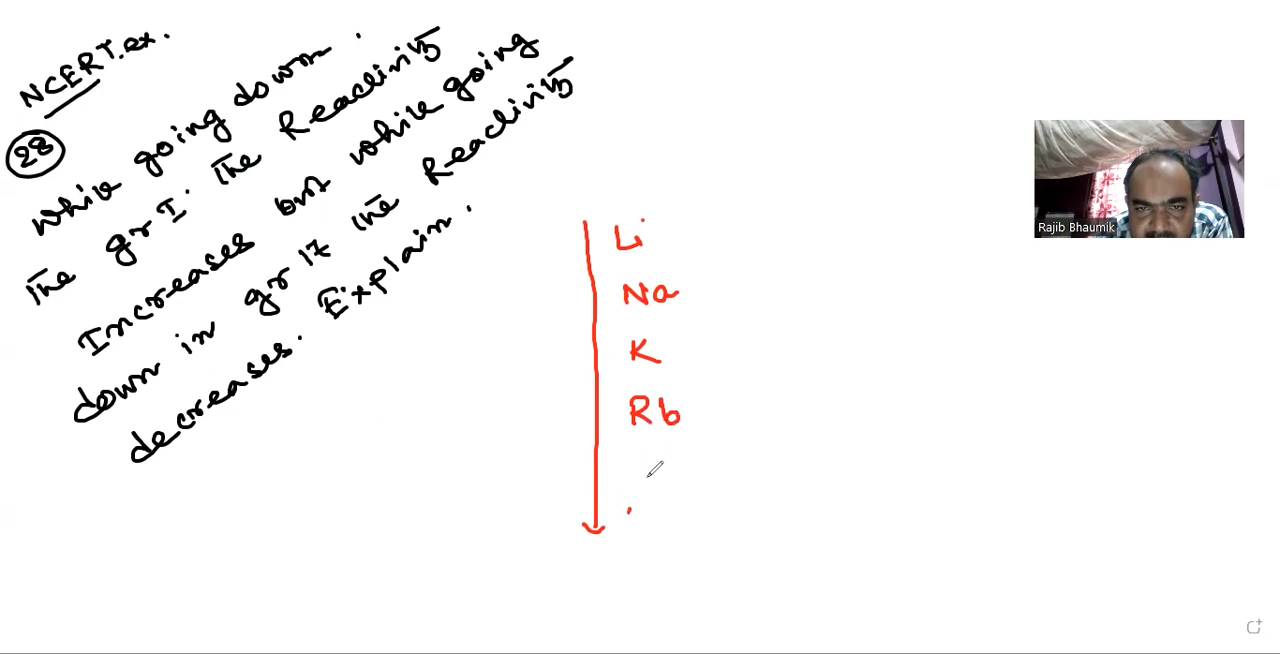 NCERT. ex.
28
While going down
the gr I. The Reactivity
Increases but while going
down in gr 17 the Reactivity
decreases. Explain.
Li
Na
K
Rb
Rajib Bhaumik